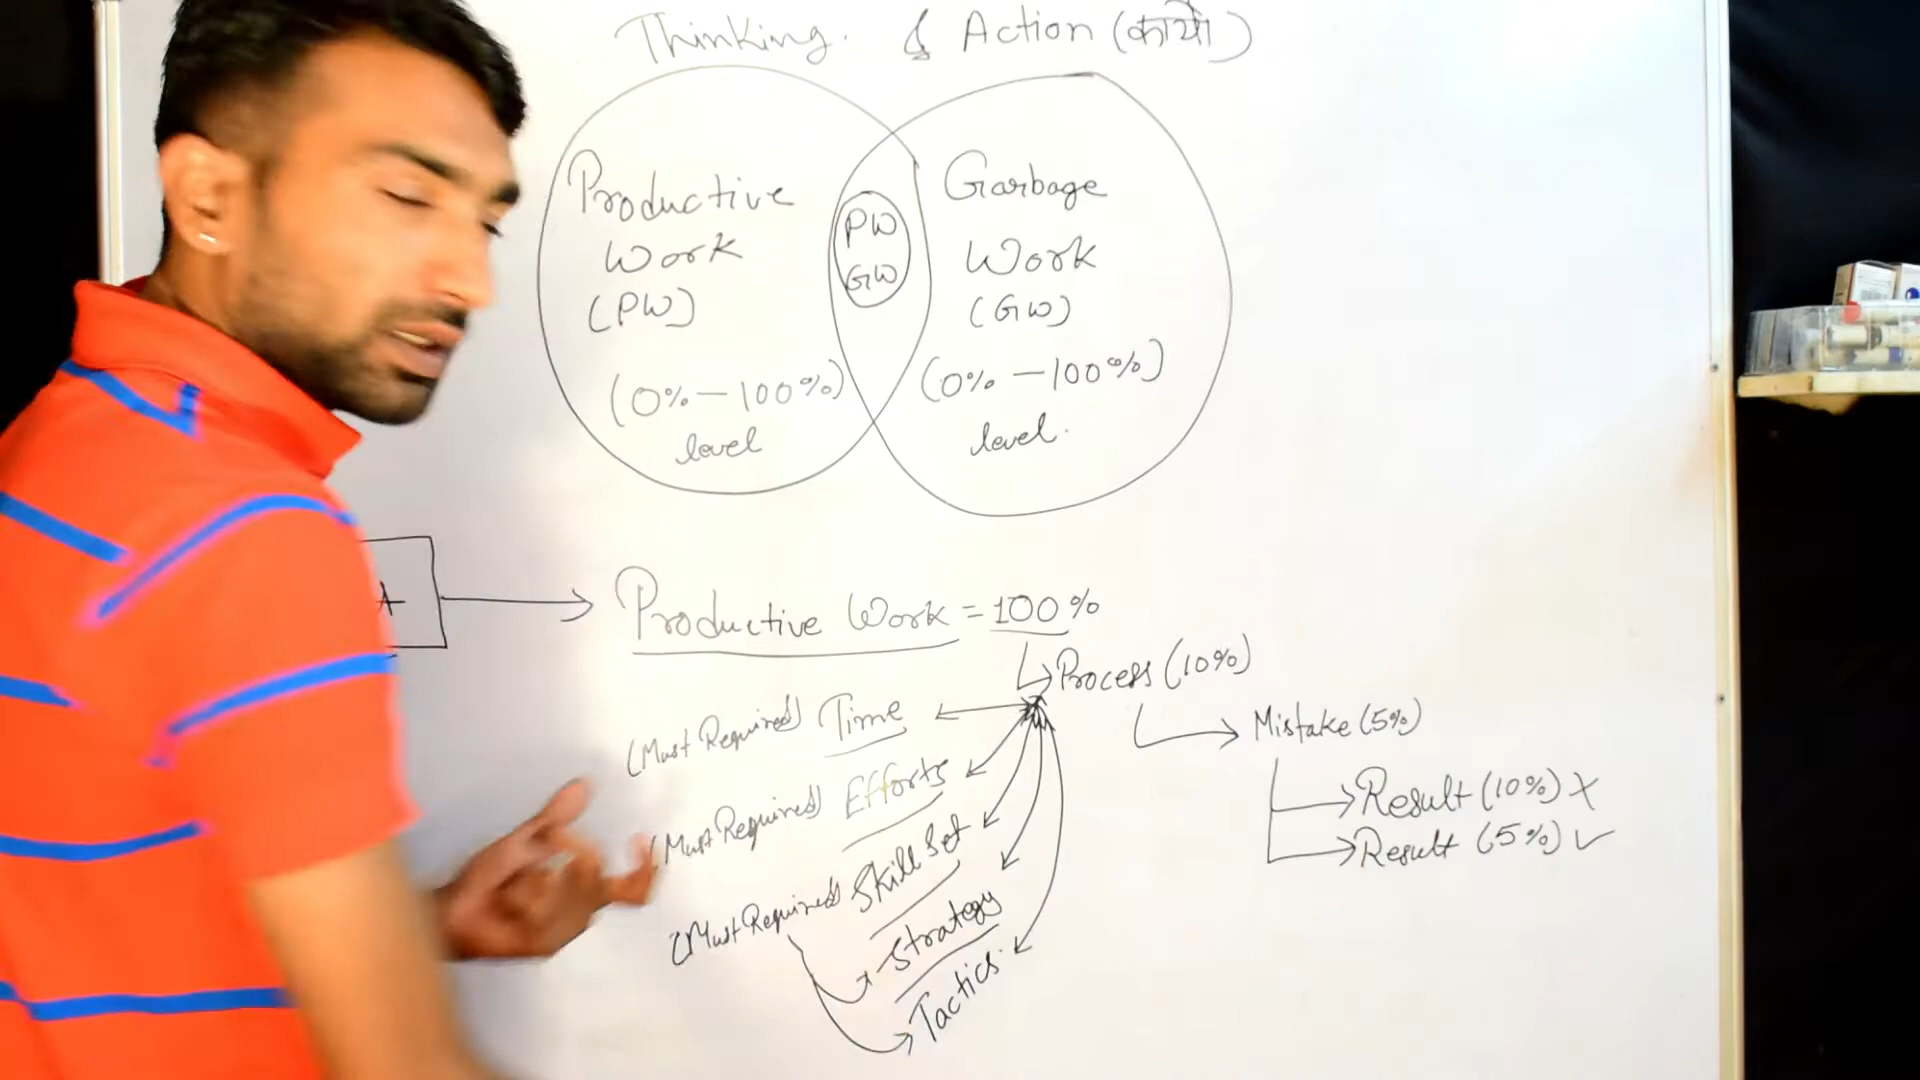 Thinking. & Action (कार्यो)
Productive
Work
(PW)
(0% – 100%)
level
PW
GW
Garbage
Work
(GW)
(0% – 100%)
level.
A
Productive Work = 100%
Process (10%)
(Must Required) Time
Mistake (5%)
(Must Required) Efforts
Result (10%) X
(Must Required) Skill Set
Result (5%) ✓
Strategy
Tactics.